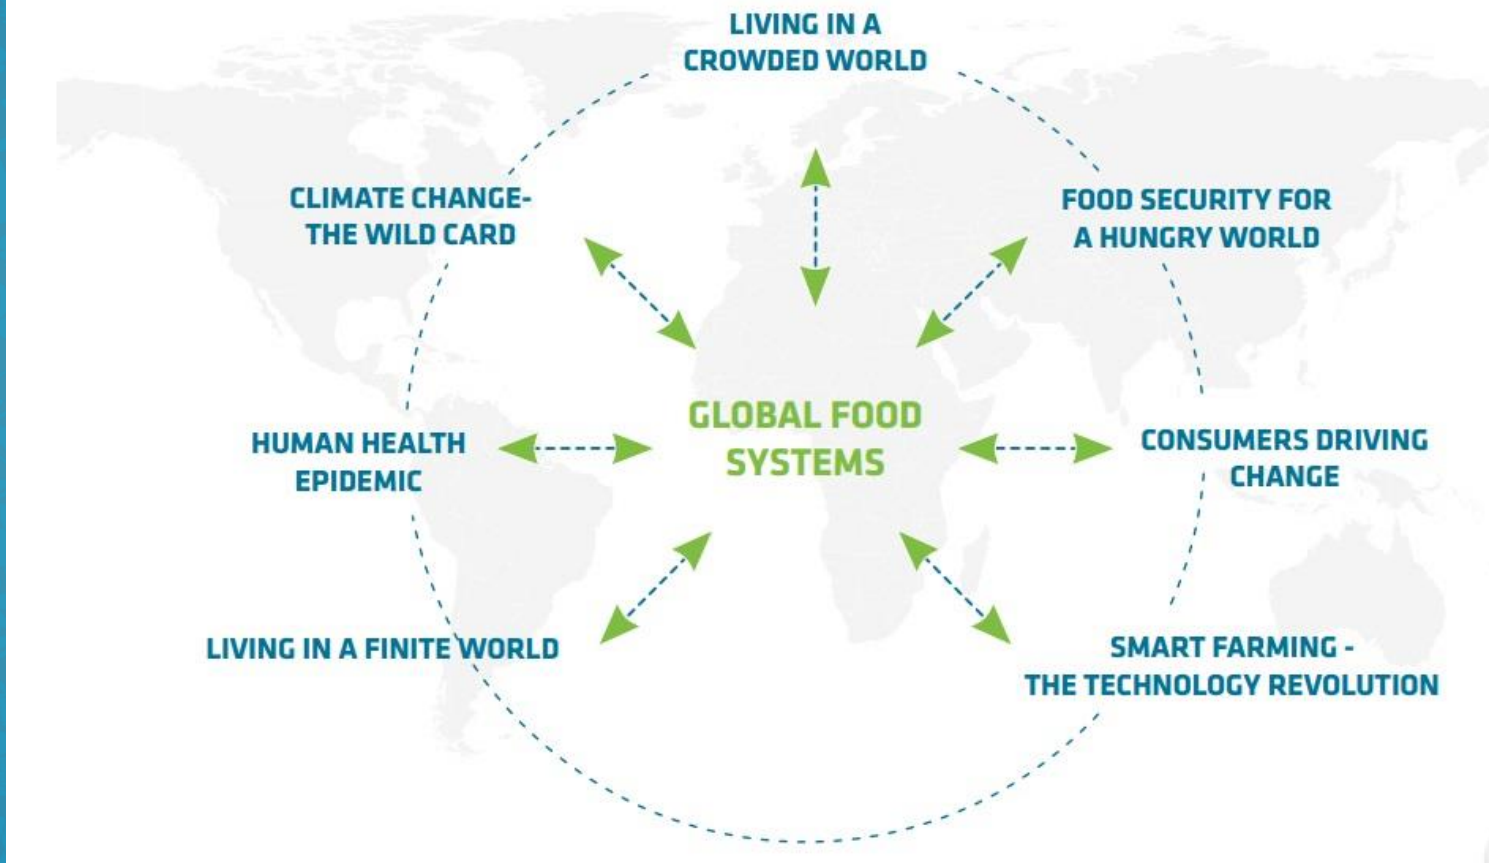 LIVING IN A
CROWDED WORLD
CLIMATE CHANGE-
THE WILD CARD
FOOD SECURITY FOR
A HUNGRY WORLD
GLOBAL FOOD
SYSTEMS
HUMAN HEALTH
EPIDEMIC
CONSUMERS DRIVING
CHANGE
LIVING IN A FINITE WORLD
SMART FARMING -
THE TECHNOLOGY REVOLUTION